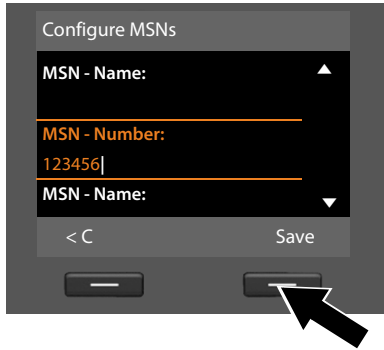 Configure MSNs
MSN - Name:
MSN - Number:
123456
MSN - Name:
< C Save